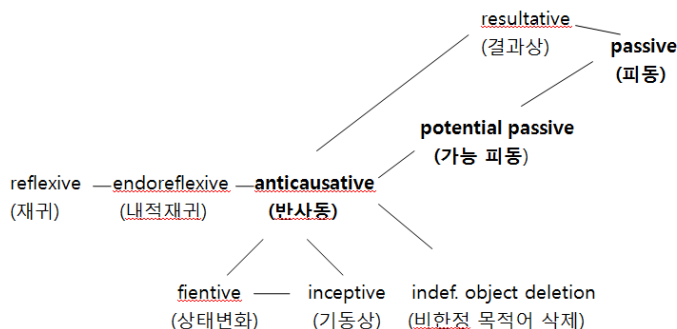 resultative
(결과상)
passive
(피동)
potential passive
(가능 피동)
reflexive
(재귀)
endoreflexive
(내적재귀)
anticausative
(반사동)
fientive
(상태변화)
inceptive
(기동상)
indef. object deletion
(비한정 목적어 삭제)